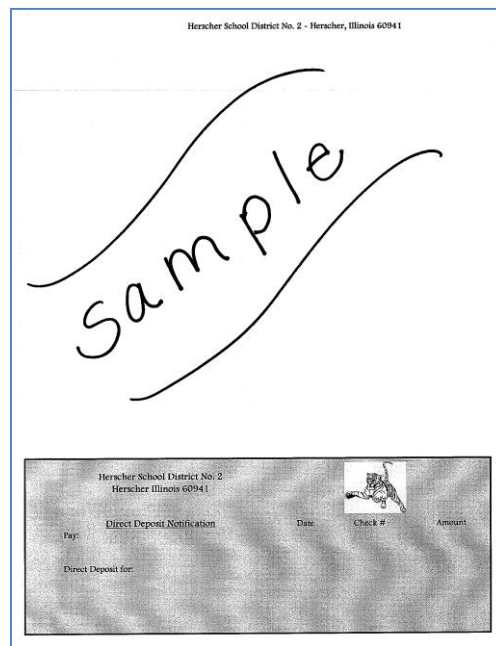 Herscher School District No. 2 - Herscher, Illinois 60941
sample
Herscher School District No. 2
Herscher Illinois 60941
Direct Deposit Notification Date Check # Amount
Pay:
Direct Deposit for: